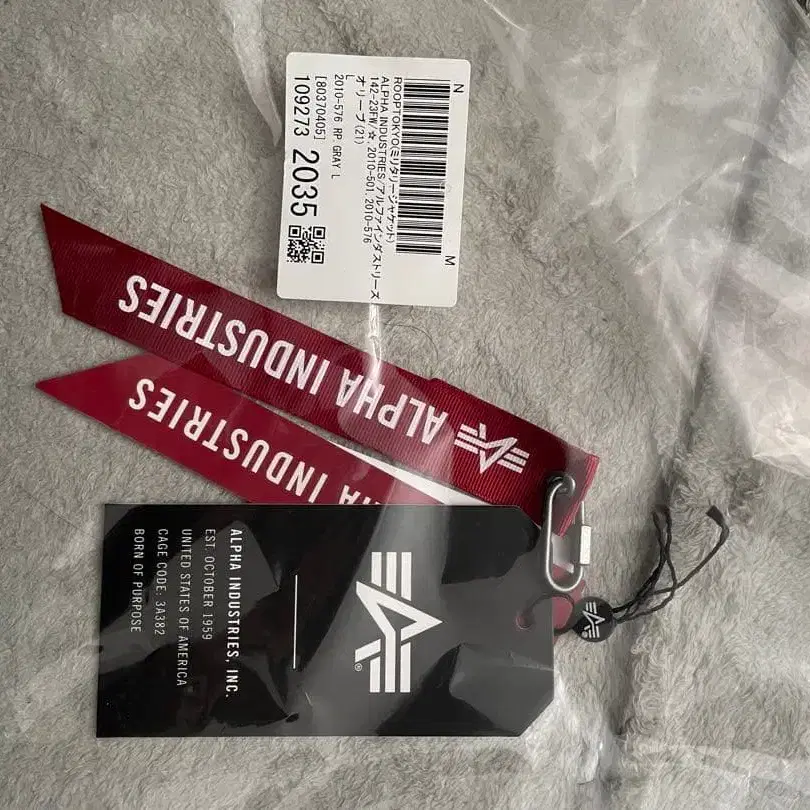 N M
ROOPTOKYO(ミリタリージャケット)
ALPHA INDUSTRIES/アルファインダストリーズ
142-23FW/☆. 2010-501. 2010-576
オリーブ(21)
L
2010-576 RP. GRAY L
[80370405]
109273 2035
ALPHA INDUSTRIES
ALPHA INDUSTRIES
ALPHA INDUSTRIES, INC.
EST. OCTOBER 1959
UNITED STATES OF AMERICA
CAGE CODE: 3A382
BORN OF PURPOSE
®